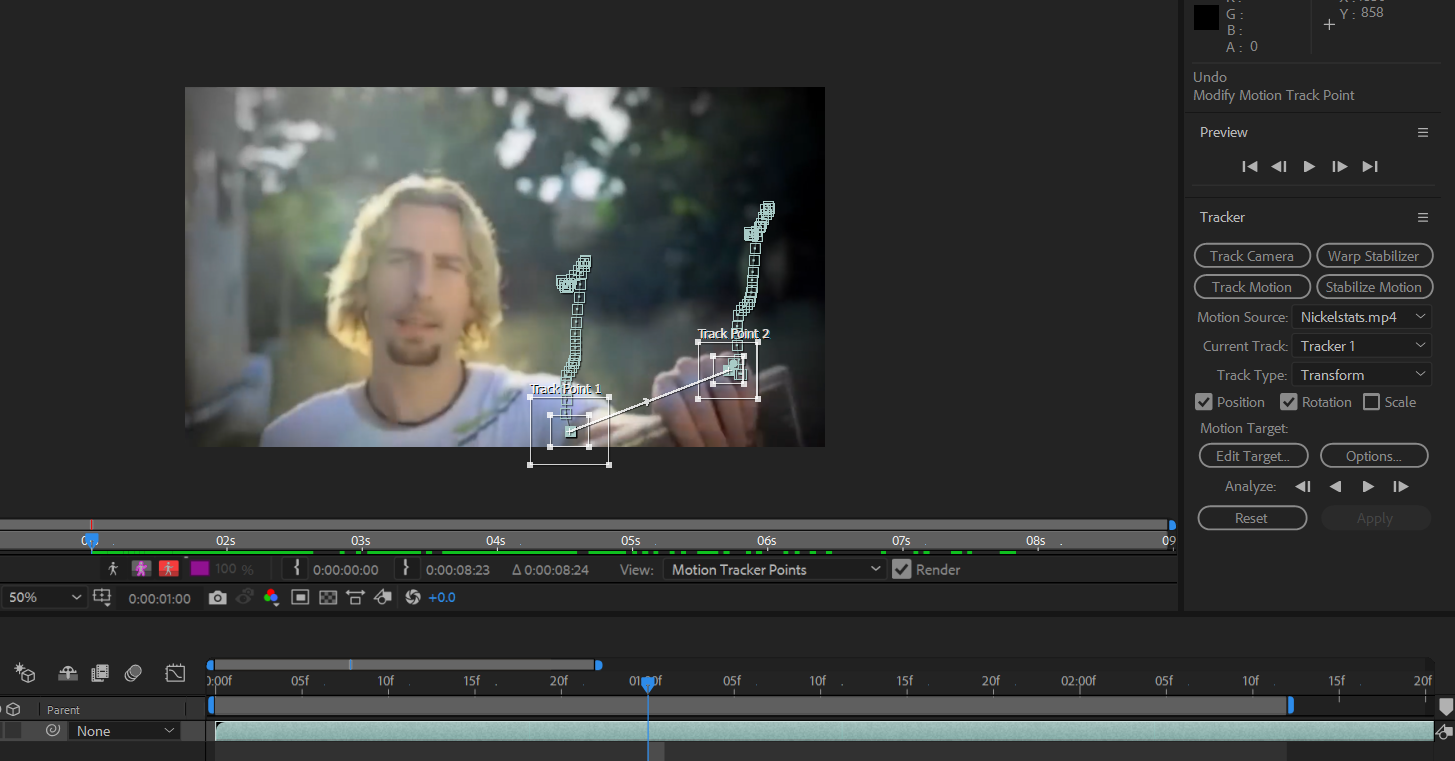 G :
B :
A : 0
Y : 858
Undo
Modify Motion Track Point
Preview
Tracker
Track Camera
Warp Stabilizer
Track Motion
Stabilize Motion
Motion Source: Nickelstats.mp4
Current Track: Tracker 1
Track Type: Transform
Position
Rotation
Scale
Motion Target:
Edit Target...
Options...
Analyze:
Reset
Apply
Track Point 2
Track Point 1
02s
03s
04s
05s
06s
07s
08s
09
100 %
0:00:00:00
0:00:08:23
Δ 0:00:08:24
View: Motion Tracker Points
Render
50%
0:00:01:00
+0.0
0:00f
05f
10f
15f
20f
01:00f
05f
10f
15f
20f
02:00f
05f
10f
15f
20f
Parent
None